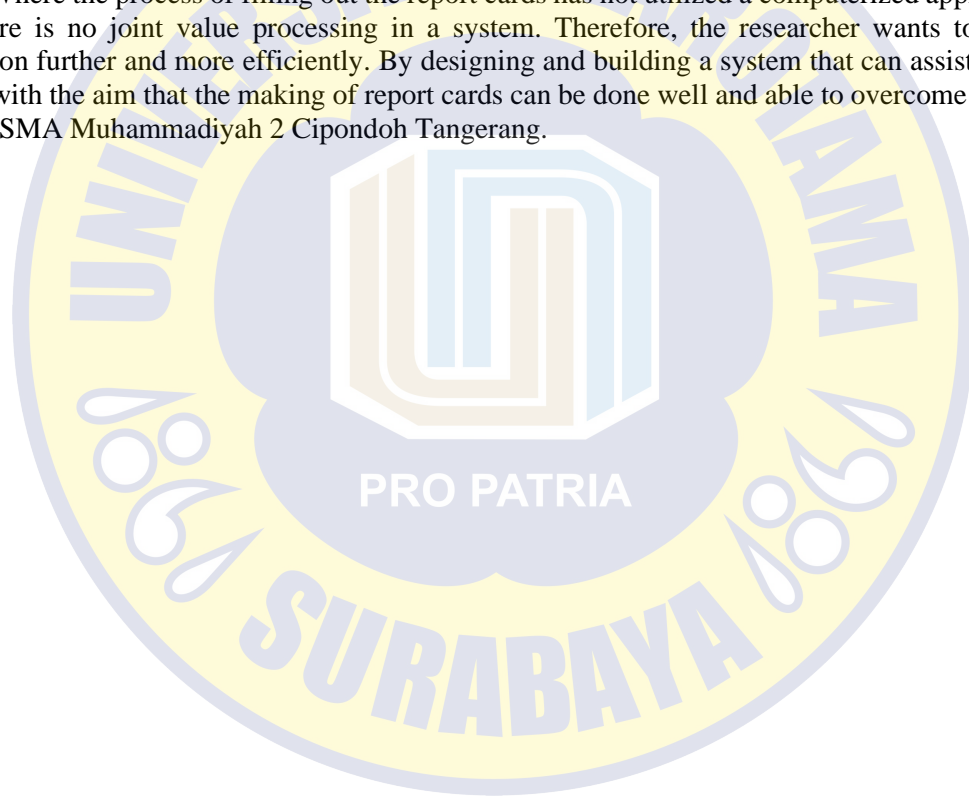 where the process of filling out the report cards has not utilized a computerized app
re is no joint value processing in a system. Therefore, the researcher wants to
on further and more efficiently. By designing and building a system that can assist
with the aim that the making of report cards can be done well and able to overcome
SMA Muhammadiyah 2 Cipondoh Tangerang.
PRO PATRIA
SURABAYA